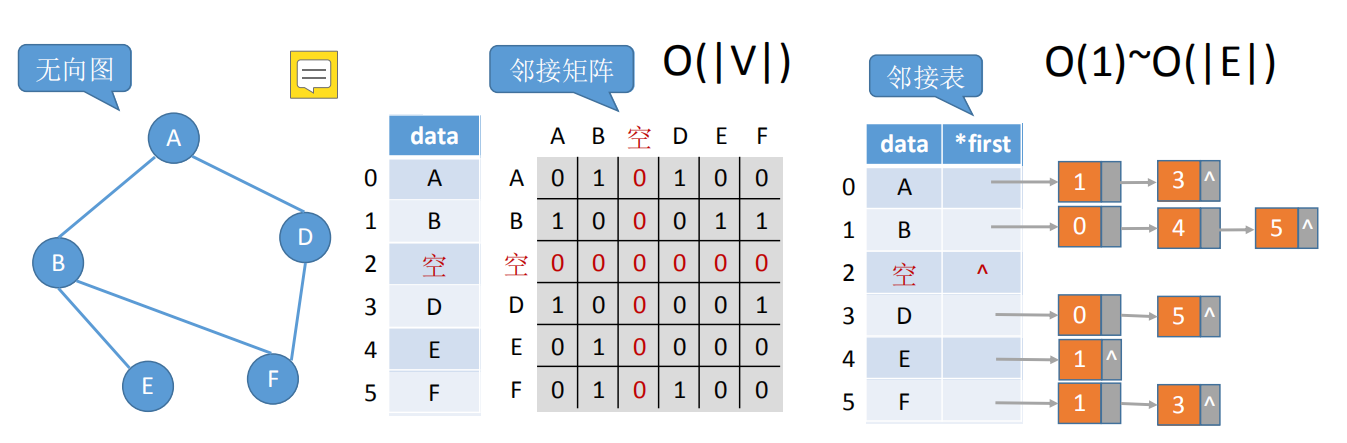 无向图
邻接矩阵
O(|V|)
邻接表
O(1)~O(|E|)
A
B
D
E
F
data
0 A
1 B
2 空
3 D
4 E
5 F
A B 空 D E F
A 0 1 0 1 0 0
B 1 0 0 0 1 1
空 0 0 0 0 0 0
D 1 0 0 0 0 1
E 0 1 0 0 0 0
F 0 1 0 1 0 0
data *first
0 A 1 3 ^
1 B 0 4 5 ^
2 空 ^
3 D 0 5 ^
4 E 1 ^
5 F 1 3 ^